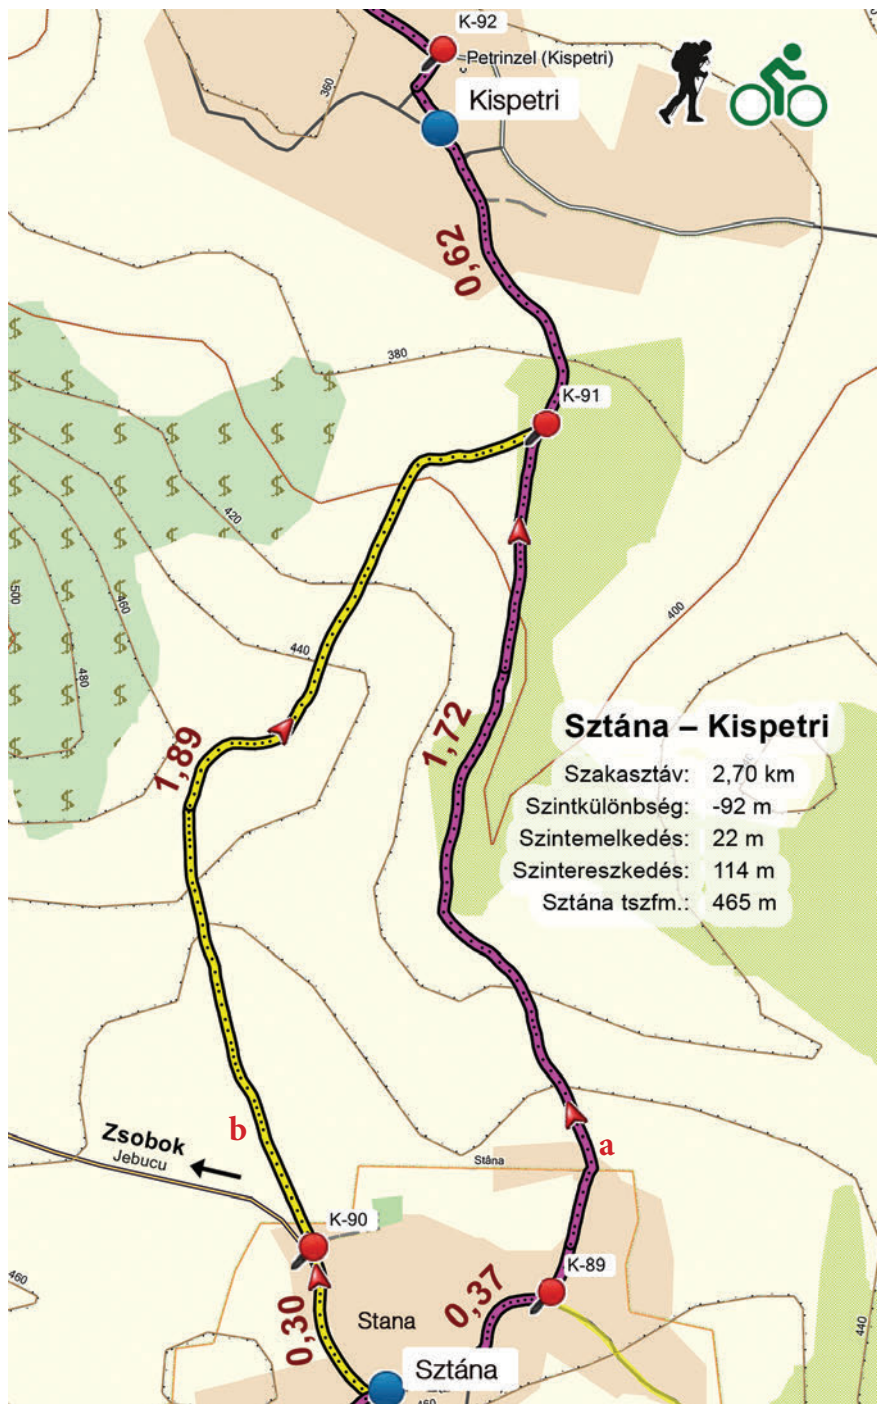 K-92
Petrinzel (Kispetri)
Kispetri
360
0,62
380
K-91
420
400
500
460
440
480
1,72
1,89
Sztána – Kispetri
Szakasztáv: 2,70 km
Szintkülönbség: -92 m
Szintemelkedés: 22 m
Szintereszkedés: 114 m
Sztána tszfm.: 465 m
b
a
Zsobok
Jebucu
Stâna
K-90
K-89
460
0,30
0,37
Stana
440
Sztána
460